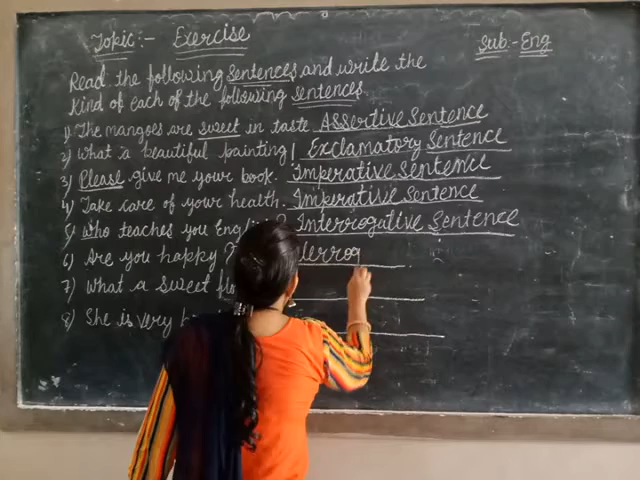 Topic:- Exercise
Sub:- Eng
Read the following sentences and write the
kind of each of the following sentences.
1) The mangoes are sweet in taste Assertive Sentence
2) What a beautiful painting! Exclamatory Sentence
3) Please give me your book. Imperative Sentence
4) Take care of your health. Imperative Sentence
5) Who teaches you ? Interrogative Sentence
6) Are you happy ?
7) What a sweet
8) She is very